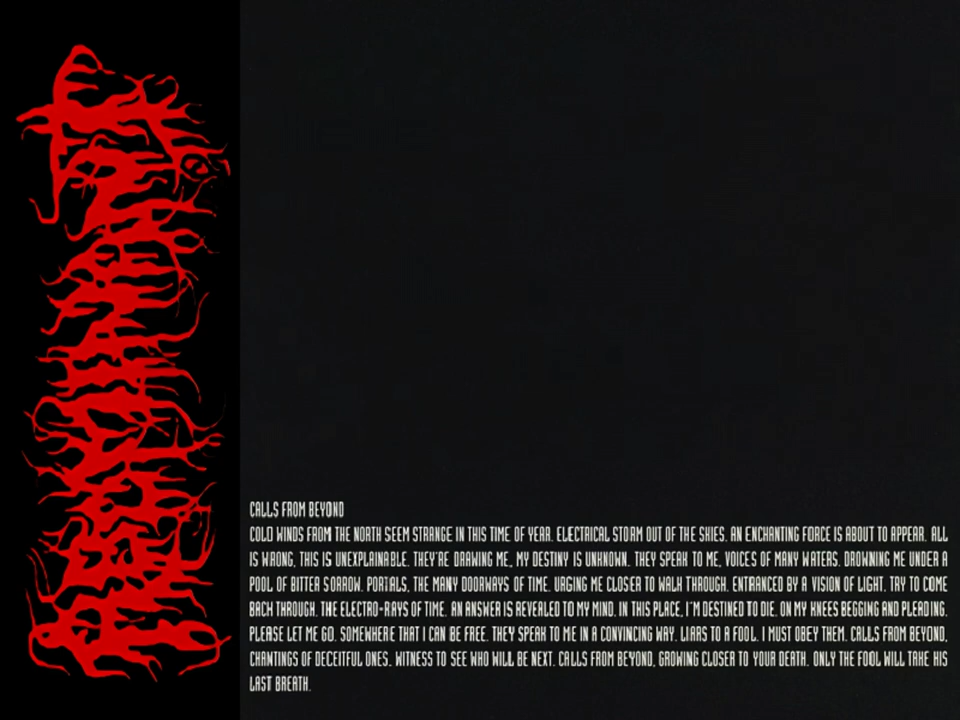 CALLS FROM BEYOND
COLD WINDS FROM THE NORTH SEEM STRANGE IN THIS TIME OF YEAR. ELECTRICAL STORM OUT OF THE SKIES. AN ENCHANTING FORCE IS ABOUT TO APPEAR. ALL
IS WRONG, THIS IS UNEXPLAINABLE. THEY'RE DRAWING ME, MY DESTINY IS UNKNOWN. THEY SPEAK TO ME, VOICES OF MANY WATERS. DROWNING ME UNDER A
POOL OF BITTER SORROW. PORTALS, THE MANY DOORWAYS OF TIME. URGING ME CLOSER TO WALK THROUGH. ENTRANCED BY A VISION OF LIGHT. TRY TO COME
BACK THROUGH. THE ELECTRO-RAYS OF TIME. AN ANSWER IS REVEALED TO MY MIND. IN THIS PLACE, I'M DESTINED TO DIE. ON MY KNEES BEGGING AND PLEADING.
PLEASE LET ME GO. SOMEWHERE THAT I CAN BE FREE. THEY SPEAK TO ME IN A CONVINCING WAY. LIARS TO A FOOL. I MUST OBEY THEM. CALLS FROM BEYOND,
CHANTINGS OF DECEITFUL ONES. WITNESS TO SEE WHO WILL BE NEXT. CALLS FROM BEYOND, GROWING CLOSER TO YOUR DEATH. ONLY THE FOOL WILL TAKE HIS
LAST BREATH.